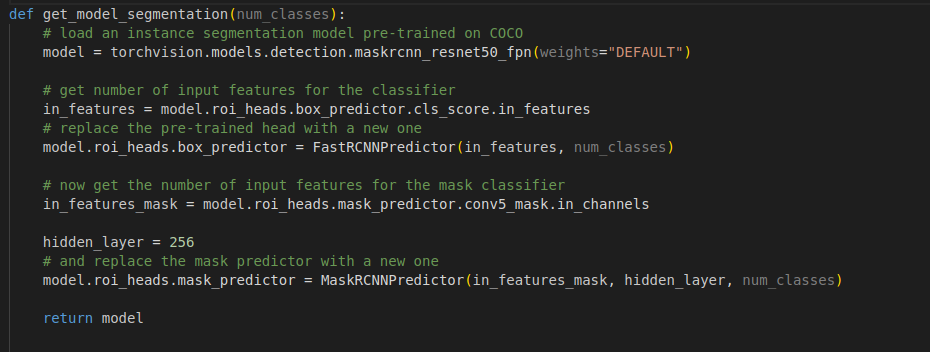 def get_model_segmentation(num_classes):
    # load an instance segmentation model pre-trained on COCO
    model = torchvision.models.detection.maskrcnn_resnet50_fpn(weights="DEFAULT")

    # get number of input features for the classifier
    in_features = model.roi_heads.box_predictor.cls_score.in_features
    # replace the pre-trained head with a new one
    model.roi_heads.box_predictor = FastRCNNPredictor(in_features, num_classes)

    # now get the number of input features for the mask classifier
    in_features_mask = model.roi_heads.mask_predictor.conv5_mask.in_channels

    hidden_layer = 256
    # and replace the mask predictor with a new one
    model.roi_heads.mask_predictor = MaskRCNNPredictor(in_features_mask, hidden_layer, num_classes)

    return model